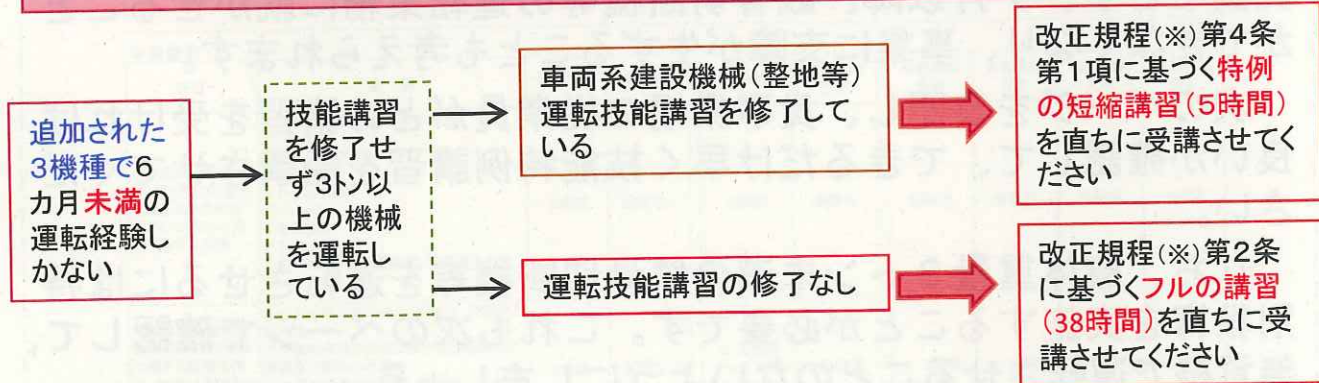 追加された
3機種で6
カ月未満の
運転経験し
かない
技能講習
を修了せ
ず3トン以
上の機械
を運転し
ている
車両系建設機械(整地等)
運転技能講習を修了して
いる
改正規程(※)第4条
第1項に基づく特例
の短縮講習(5時間)
を直ちに受講させてく
ださい
運転技能講習の修了なし
改正規程(※)第2条
に基づくフルの講習
(38時間)を直ちに受
講させてください